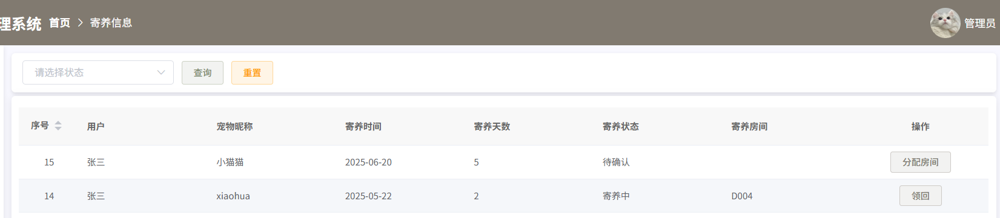 理系统 首页 > 寄养信息 管理员
请选择状态 查询 重置
序号 用户 宠物昵称 寄养时间 寄养天数 寄养状态 寄养房间 操作
15 张三 小猫猫 2025-06-20 5 待确认 分配房间
14 张三 xiaohua 2025-05-22 2 寄养中 D004 领回